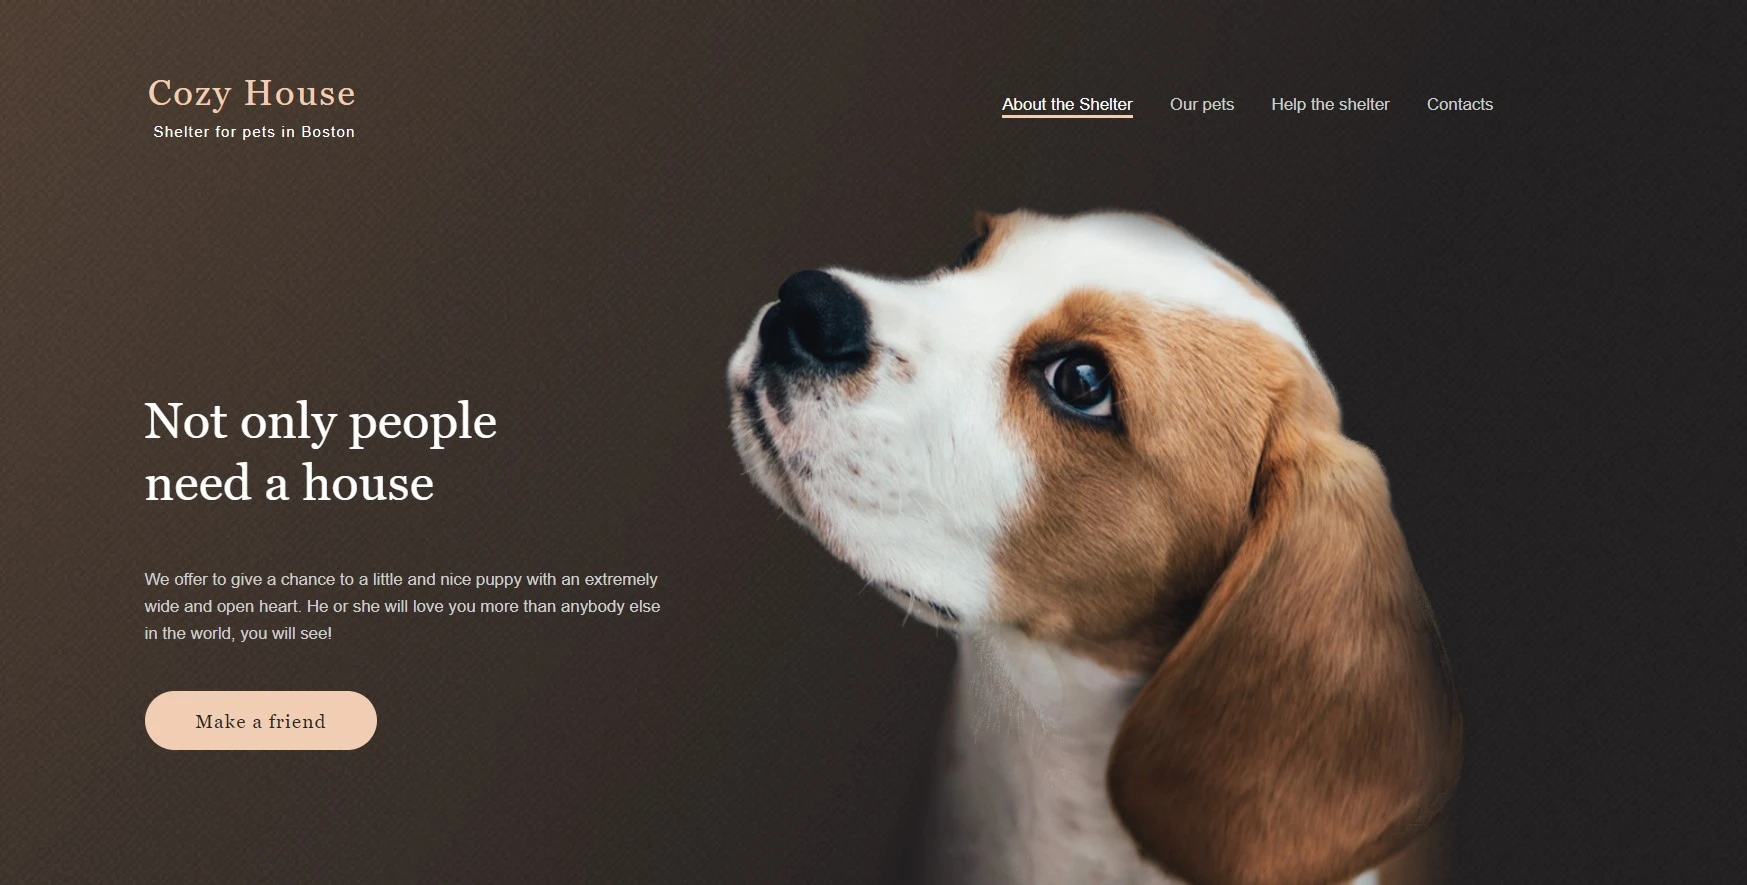 Cozy House
Shelter for pets in Boston
About the Shelter
Our pets
Help the shelter
Contacts
Not only people
need a house
We offer to give a chance to a little and nice puppy with an extremely
wide and open heart. He or she will love you more than anybody else
in the world, you will see!
Make a friend